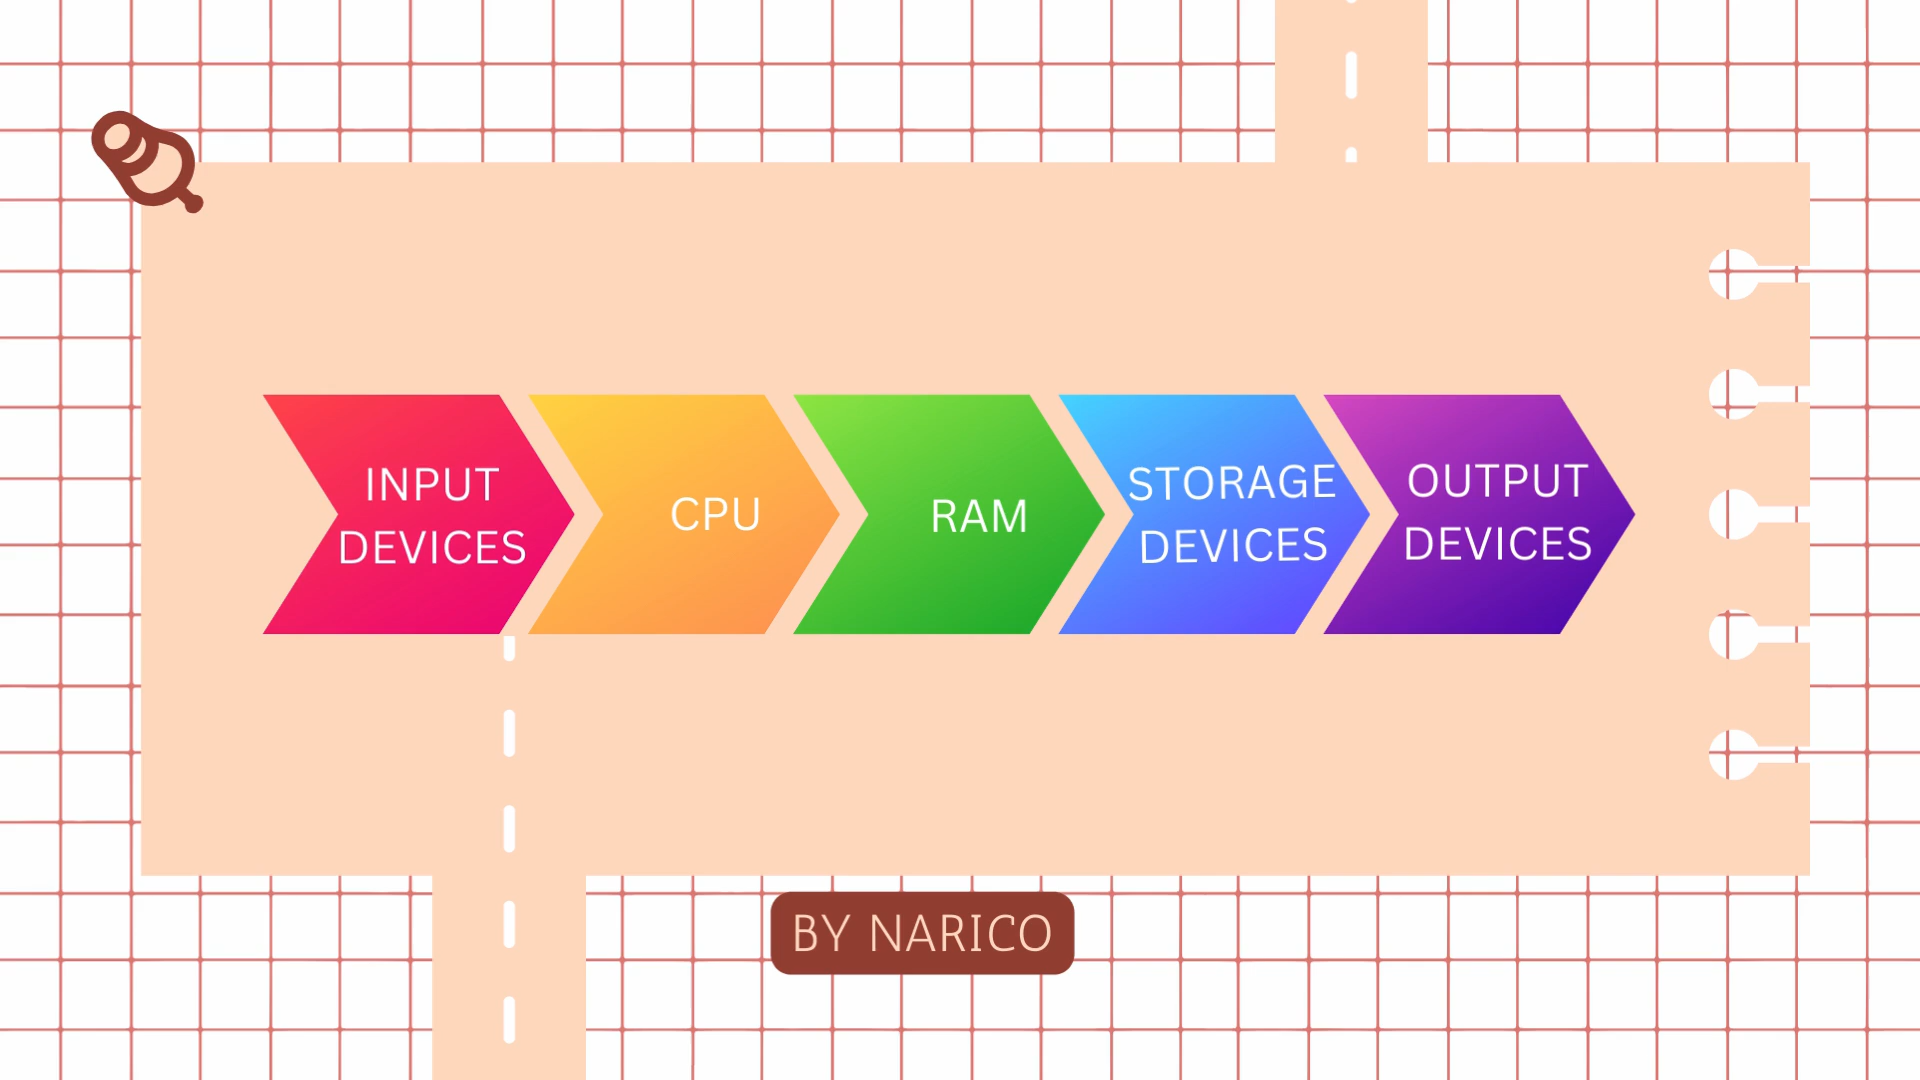 INPUT
DEVICES
CPU
RAM
STORAGE
DEVICES
OUTPUT
DEVICES
BY NARICO